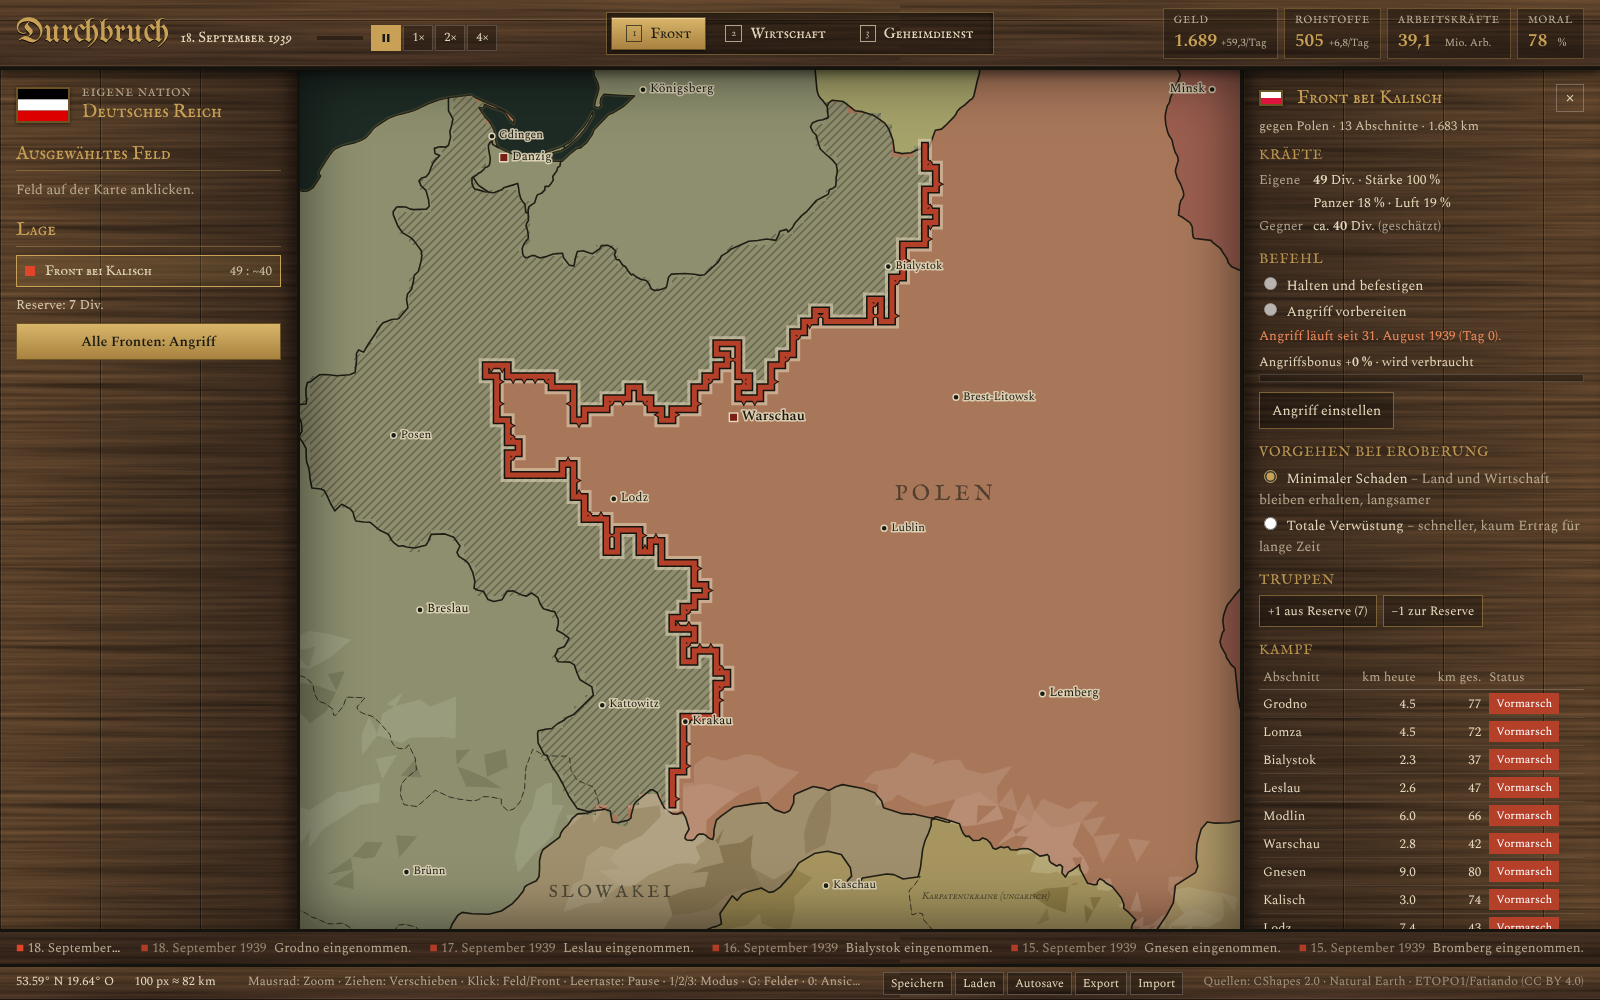 Durchbruch
18. September 1939
1×
2×
4×
1 Front
2 Wirtschaft
3 Geheimdienst
GELD
1.689 +59,3/Tag
ROHSTOFFE
505 +6,8/Tag
ARBEITSKRÄFTE
39,1 Mio. Arb.
MORAL
78 %
EIGENE NATION
Deutsches Reich
Ausgewähltes Feld
Feld auf der Karte anklicken.
Lage
Front bei Kalisch 49 : ~40
Reserve: 7 Div.
Alle Fronten: Angriff
Königsberg
Minsk
Gdingen
Danzig
Bialystok
Brest-Litowsk
Warschau
Posen
POLEN
Lodz
Lublin
Breslau
Lemberg
Kattowitz
Krakau
Brünn
SLOWAKEI
Kaschau
Karpatenukraine (ungarisch)
Front bei Kalisch
×
gegen Polen · 13 Abschnitte · 1.683 km
KRÄFTE
Eigene 49 Div. · Stärke 100 %
Panzer 18 % · Luft 19 %
Gegner ca. 40 Div. (geschätzt)
BEFEHL
Halten und befestigen
Angriff vorbereiten
Angriff läuft seit 31. August 1939 (Tag 0).
Angriffsbonus +0 % · wird verbraucht
Angriff einstellen
VORGEHEN BEI EROBERUNG
Minimaler Schaden – Land und Wirtschaft
bleiben erhalten, langsamer
Totale Verwüstung – schneller, kaum Ertrag für
lange Zeit
TRUPPEN
+1 aus Reserve (7)
−1 zur Reserve
KAMPF
Abschnitt km heute km ges. Status
Grodno 4.5 77 Vormarsch
Lomza 4.5 72 Vormarsch
Bialystok 2.3 37 Vormarsch
Leslau 2.6 47 Vormarsch
Modlin 6.0 66 Vormarsch
Warschau 2.8 42 Vormarsch
Gnesen 9.0 80 Vormarsch
Kalisch 3.0 74 Vormarsch
Lodz 7.4 43 Vormarsch
18. September… 18. September 1939 Grodno eingenommen. 17. September 1939 Leslau eingenommen. 16. September 1939 Bialystok eingenommen. 15. September 1939 Gnesen eingenommen. 15. September 1939 Bromberg eingenommen.
53.59° N 19.64° O 100 px ≈ 82 km Mausrad: Zoom · Ziehen: Verschieben · Klick: Feld/Front · Leertaste: Pause · 1/2/3: Modus · G: Felder · 0: Ansic… Speichern Laden Autosave Export Import Quellen: CShapes 2.0 · Natural Earth · ETOPO1/Fatiando (CC BY 4.0)